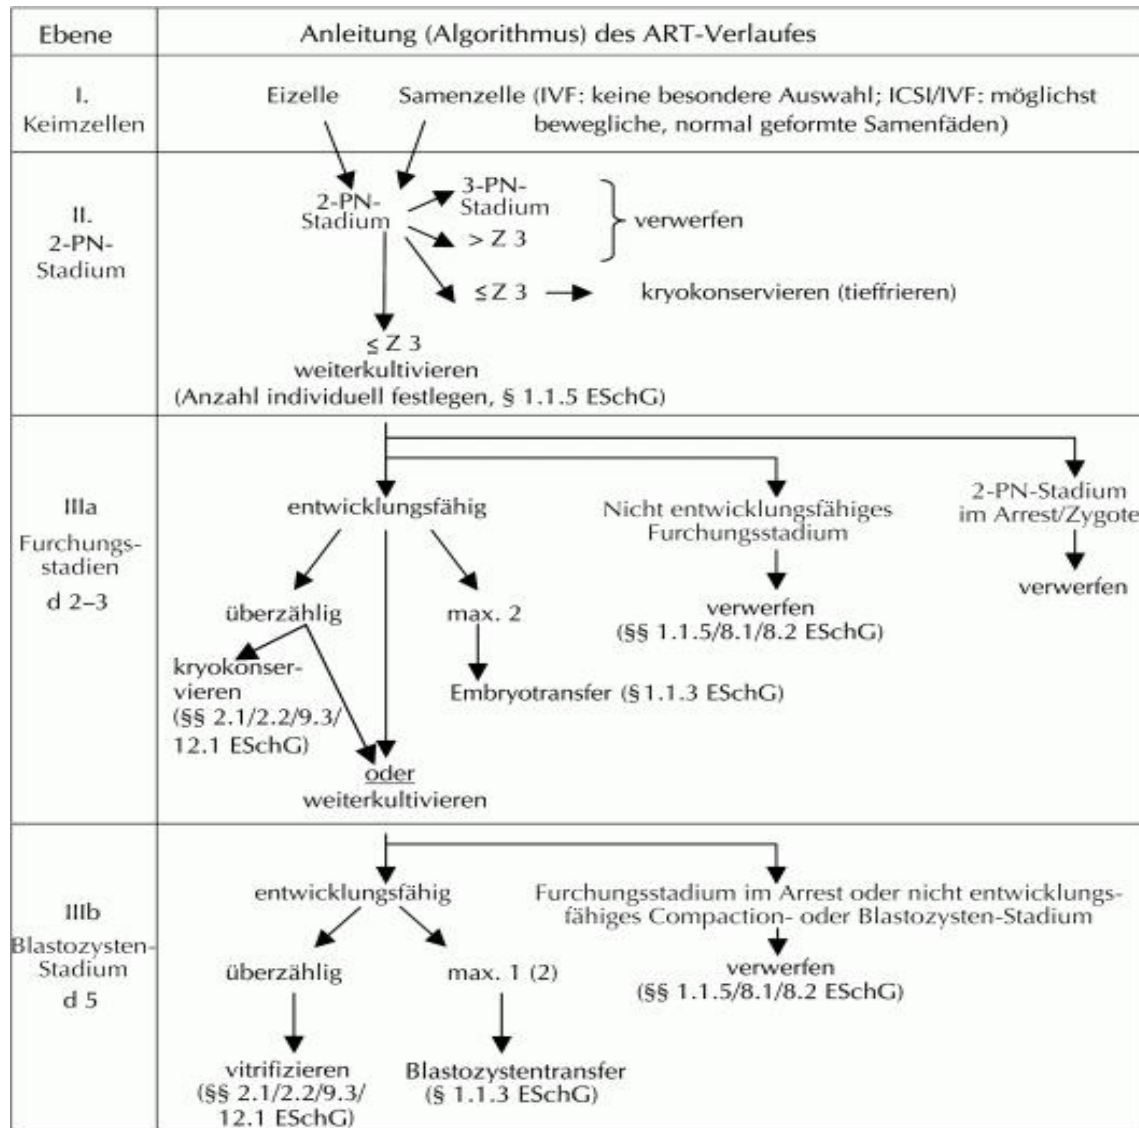 Ebene
Anleitung (Algorithmus) des ART-Verlaufes
I.
Keimzellen
Eizelle
Samenzelle (IVF: keine besondere Auswahl; ICSI/IVF: möglichst
bewegliche, normal geformte Samenfäden)
II.
2-PN-
Stadium
2-PN-
Stadium
3-PN-
Stadium
> Z 3
verwerfen
≤ Z 3
kryokonservieren (tieffrieren)
≤ Z 3
weiterkultivieren
(Anzahl individuell festlegen, § 1.1.5 ESchG)
IIIa
Furchungs-
stadien
d 2–3
entwicklungsfähig
Nicht entwicklungsfähiges
Furchungsstadium
2-PN-Stadium
im Arrest/Zygote
überzählig
max. 2
verwerfen
(§§ 1.1.5/8.1/8.2 ESchG)
verwerfen
kryokonser-
vieren
(§§ 2.1/2.2/9.3/
12.1 ESchG)
Embryotransfer (§ 1.1.3 ESchG)
oder
weiterkultivieren
IIIb
Blastozysten-
Stadium
d 5
entwicklungsfähig
Furchungsstadium im Arrest oder nicht entwicklungs-
fähiges Compaction- oder Blastozysten-Stadium
überzählig
max. 1 (2)
verwerfen
(§§ 1.1.5/8.1/8.2 ESchG)
vitrifizieren
(§§ 2.1/2.2/9.3/
12.1 ESchG)
Blastozystentransfer
(§ 1.1.3 ESchG)